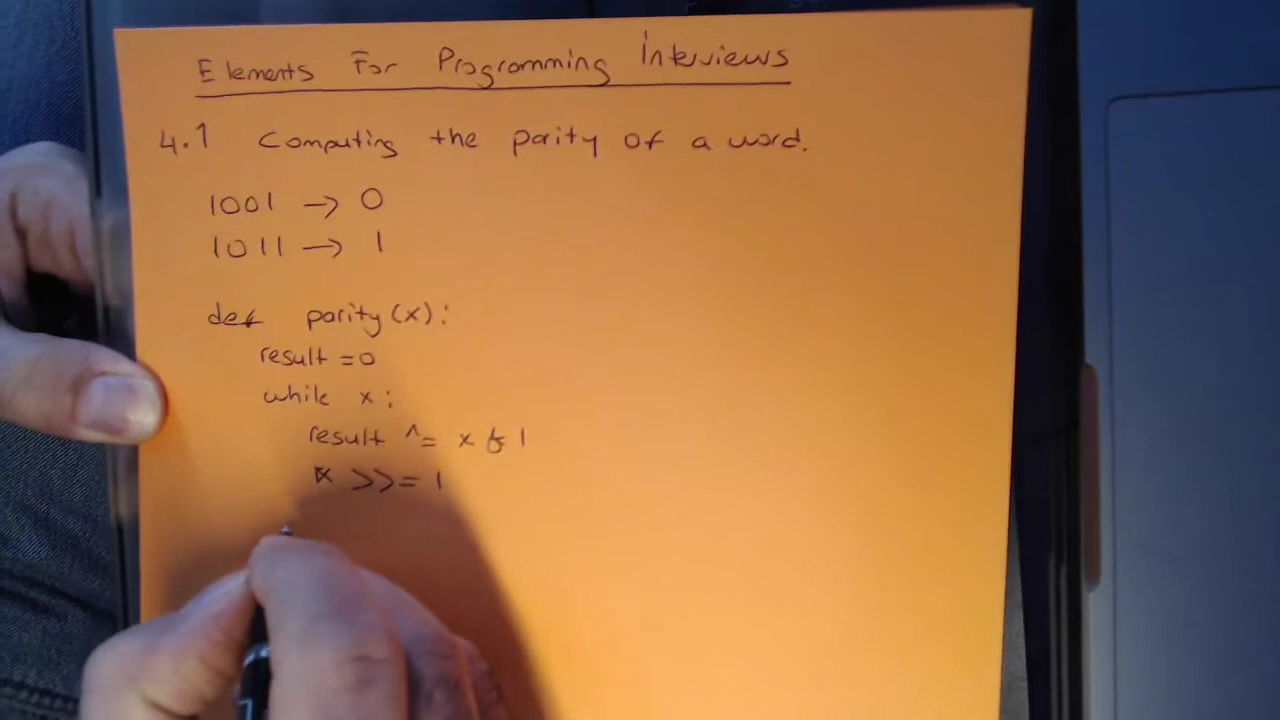 Elements For Programming Interviews
4.1 Computing the parity of a word.
1001 → 0
1011 → 1
def parity(x):
result = 0
while x:
result ^= x & 1
x >>= 1